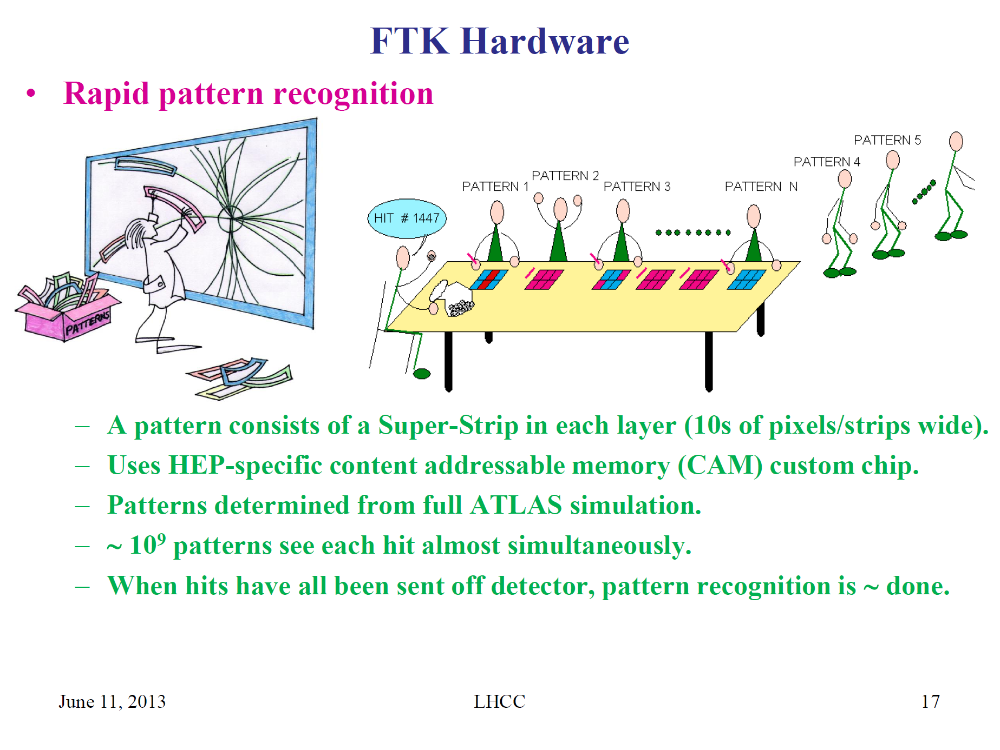 FTK Hardware
• Rapid pattern recognition
PATTERN 5
PATTERN 4
PATTERN 2
PATTERN 1
PATTERN 3
PATTERN N
HIT # 1447
PATTERNS
– A pattern consists of a Super-Strip in each layer (10s of pixels/strips wide).
– Uses HEP-specific content addressable memory (CAM) custom chip.
– Patterns determined from full ATLAS simulation.
– ~ 10⁹ patterns see each hit almost simultaneously.
– When hits have all been sent off detector, pattern recognition is ~ done.
June 11, 2013
LHCC
17